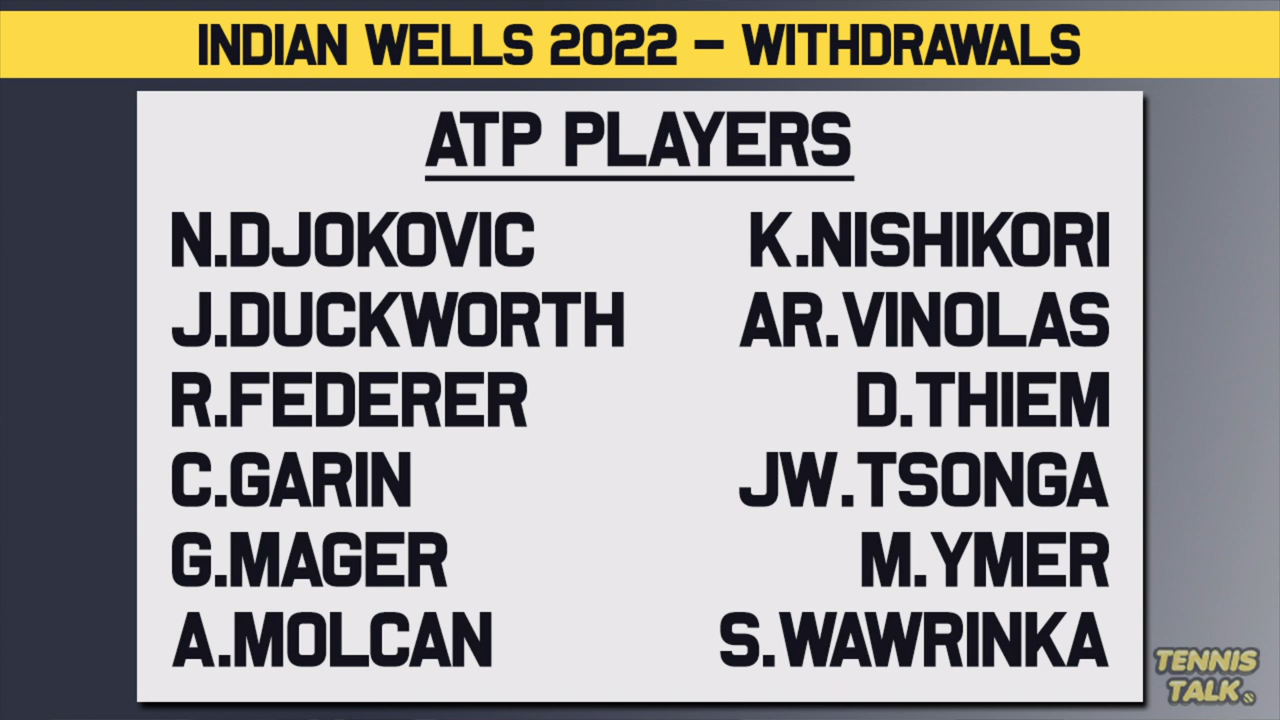 INDIAN WELLS 2022 – WITHDRAWALS
ATP PLAYERS
N.DJOKOVIC
J.DUCKWORTH
R.FEDERER
C.GARIN
G.MAGER
A.MOLCAN
K.NISHIKORI
AR.VINOLAS
D.THIEM
JW.TSONGA
M.YMER
S.WAWRINKA
TENNIS
TALK